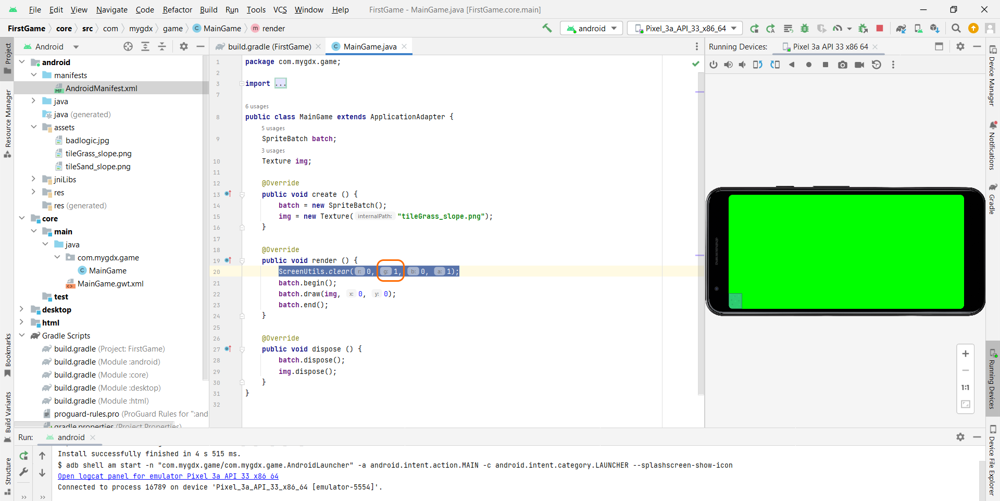 File Edit View Navigate Code Refactor Build Run Tools VCS Window Help FirstGame - MainGame.java [FirstGame.core.main]
FirstGame core src com mygdx game MainGame render android Pixel_3a_API_33_x86_64
Android
build.gradle (FirstGame) MainGame.java
Running Devices: Pixel 3a API 33 x86 64
Project
Resource Manager
Bookmarks
Build Variants
Structure
android
manifests
AndroidManifest.xml
java
java (generated)
assets
badlogic.jpg
tileGrass_slope.png
tileSand_slope.png
jniLibs
res
res (generated)
core
main
java
com.mygdx.game
MainGame
MainGame.gwt.xml
test
desktop
html
Gradle Scripts
build.gradle (Project: FirstGame)
build.gradle (Module :android)
build.gradle (Module :core)
build.gradle (Module :desktop)
build.gradle (Module :html)
proguard-rules.pro (ProGuard Rules for ":and
gradle.properties (Project Properties)
1 package com.mygdx.game;
2
3 import ...
7
6 usages
8 public class MainGame extends ApplicationAdapter {
5 usages
9 SpriteBatch batch;
3 usages
10 Texture img;
11
12 @Override
13 public void create () {
14 batch = new SpriteBatch();
15 img = new Texture( internalPath: "tileGrass_slope.png");
16 }
17
18 @Override
19 public void render () {
20 ScreenUtils.clear( r: 0, g: 1, b: 0, a: 1);
21 batch.begin();
22 batch.draw(img, x: 0, y: 0);
23 batch.end();
24 }
25
26 @Override
27 public void dispose () {
28 batch.dispose();
29 img.dispose();
30 }
31 }
32
1:1
Device Manager
Notifications
Gradle
Running Devices
Device File Explorer
Run: android
Install successfully finished in 4 s 515 ms.
$ adb shell am start -n "com.mygdx.game/com.mygdx.game.AndroidLauncher" -a android.intent.action.MAIN -c android.intent.category.LAUNCHER --splashscreen-show-icon
Open logcat panel for emulator Pixel 3a API 33 x86 64
Connected to process 16789 on device 'Pixel_3a_API_33_x86_64 [emulator-5554]'.